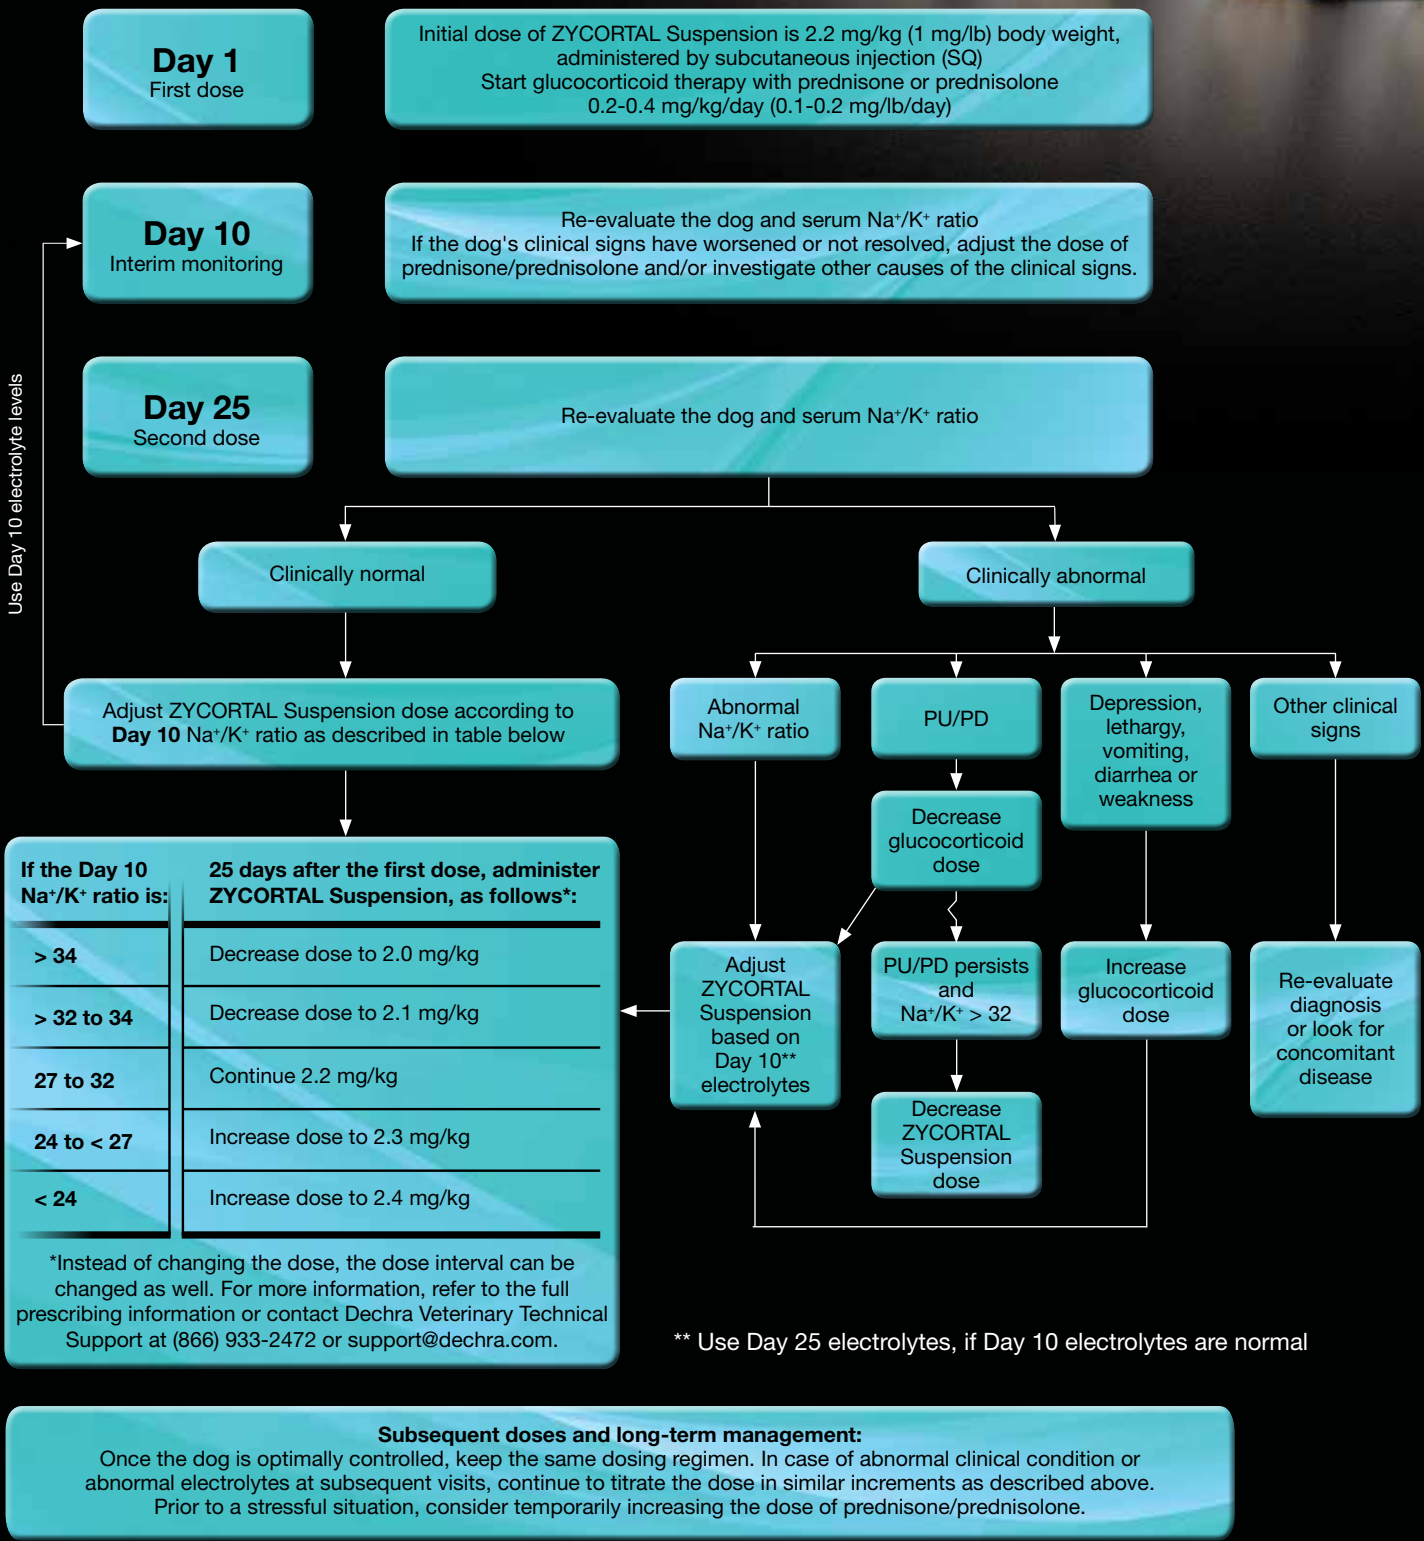 Day 1
First dose
Initial dose of ZYCORTAL Suspension is 2.2 mg/kg (1 mg/lb) body weight,
administered by subcutaneous injection (SQ)
Start glucocorticoid therapy with prednisone or prednisolone
0.2-0.4 mg/kg/day (0.1-0.2 mg/lb/day)
Day 10
Interim monitoring
Re-evaluate the dog and serum Na⁺/K⁺ ratio
If the dog's clinical signs have worsened or not resolved, adjust the dose of
prednisone/prednisolone and/or investigate other causes of the clinical signs.
Use Day 10 electrolyte levels
Day 25
Second dose
Re-evaluate the dog and serum Na⁺/K⁺ ratio
Clinically normal
Clinically abnormal
Adjust ZYCORTAL Suspension dose according to
Day 10 Na⁺/K⁺ ratio as described in table below
Abnormal
Na⁺/K⁺ ratio
PU/PD
Depression,
lethargy,
vomiting,
diarrhea or
weakness
Other clinical
signs
Decrease
glucocorticoid
dose
If the Day 10
Na⁺/K⁺ ratio is:
25 days after the first dose, administer
ZYCORTAL Suspension, as follows*:
> 34
Decrease dose to 2.0 mg/kg
> 32 to 34
Decrease dose to 2.1 mg/kg
27 to 32
Continue 2.2 mg/kg
24 to < 27
Increase dose to 2.3 mg/kg
< 24
Increase dose to 2.4 mg/kg
*Instead of changing the dose, the dose interval can be
changed as well. For more information, refer to the full
prescribing information or contact Dechra Veterinary Technical
Support at (866) 933-2472 or support@dechra.com.
Adjust
ZYCORTAL
Suspension
based on
Day 10**
electrolytes
PU/PD persists
and
Na⁺/K⁺ > 32
Increase
glucocorticoid
dose
Re-evaluate
diagnosis
or look for
concomitant
disease
Decrease
ZYCORTAL
Suspension
dose
** Use Day 25 electrolytes, if Day 10 electrolytes are normal
Subsequent doses and long-term management:
Once the dog is optimally controlled, keep the same dosing regimen. In case of abnormal clinical condition or
abnormal electrolytes at subsequent visits, continue to titrate the dose in similar increments as described above.
Prior to a stressful situation, consider temporarily increasing the dose of prednisone/prednisolone.